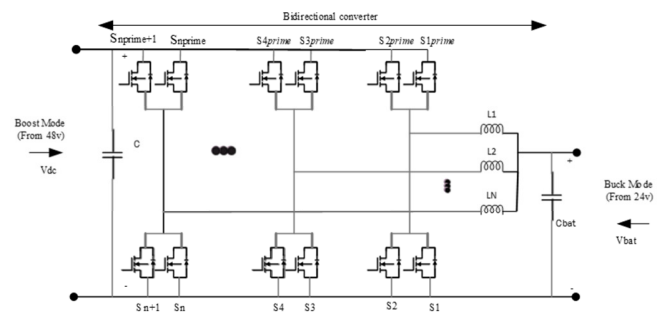 Bidirectional converter
Snprime+1 Snprime S4prime S3prime S2prime S1prime
+
Boost Mode
(From 48v)
Vdc
C
L1
L2
LN
+
Buck Mode
(From 24v)
Cbat
Vbat
-
-
Sn+1 Sn S4 S3 S2 S1